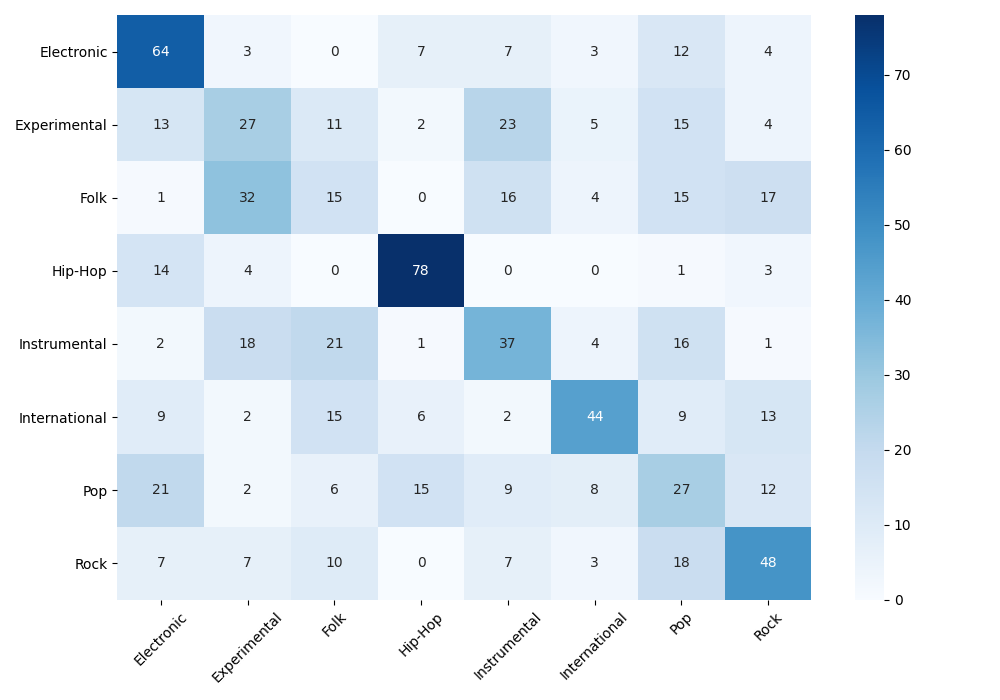 Electronic 64 3 0 7 7 3 12 4
Experimental 13 27 11 2 23 5 15 4
Folk 1 32 15 0 16 4 15 17
Hip-Hop 14 4 0 78 0 0 1 3
Instrumental 2 18 21 1 37 4 16 1
International 9 2 15 6 2 44 9 13
Pop 21 2 6 15 9 8 27 12
Rock 7 7 10 0 7 3 18 48
Electronic Experimental Folk Hip-Hop Instrumental International Pop Rock
70
60
50
40
30
20
10
0